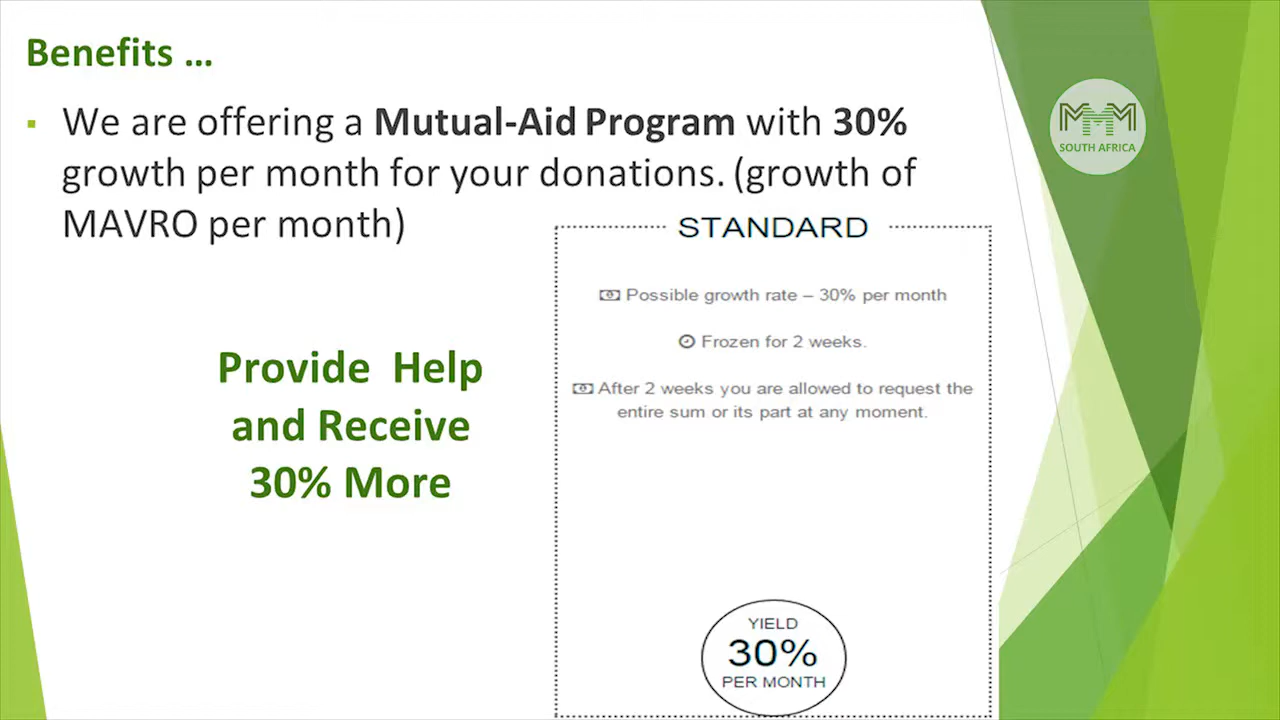 Benefits ...
▪ We are offering a Mutual-Aid Program with 30%
growth per month for your donations. (growth of
MAVRO per month)
MMM
SOUTH AFRICA
STANDARD
Possible growth rate – 30% per month
Frozen for 2 weeks.
After 2 weeks you are allowed to request the
entire sum or its part at any moment.
Provide Help
and Receive
30% More
YIELD
30%
PER MONTH